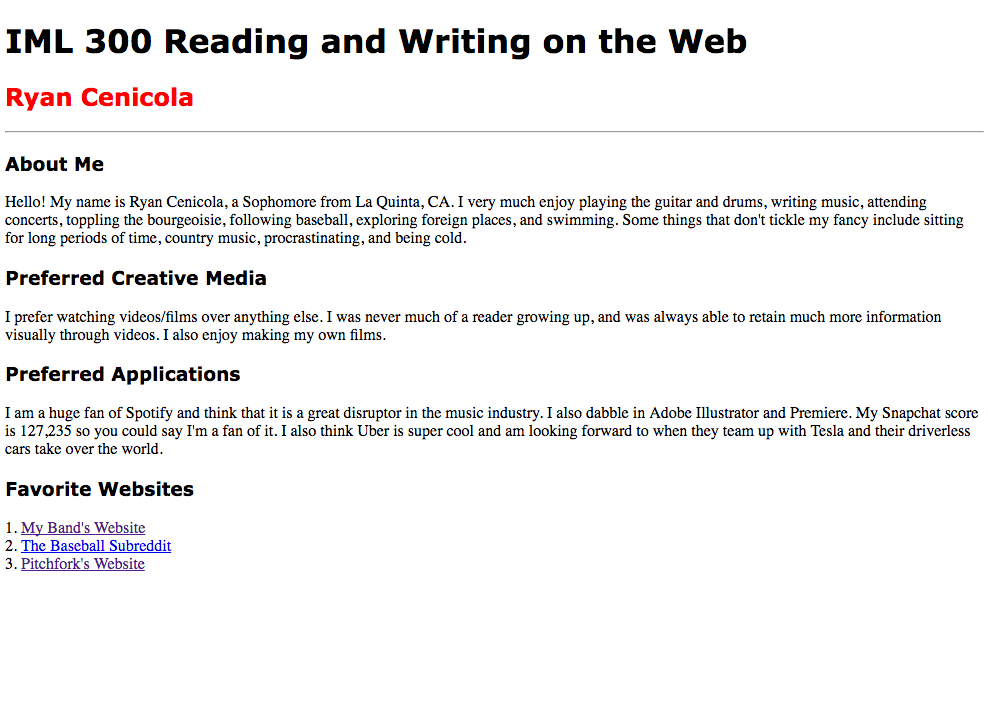 IML 300 Reading and Writing on the Web
Ryan Cenicola
About Me
Hello! My name is Ryan Cenicola, a Sophomore from La Quinta, CA. I very much enjoy playing the guitar and drums, writing music, attending
concerts, toppling the bourgeoisie, following baseball, exploring foreign places, and swimming. Some things that don't tickle my fancy include sitting
for long periods of time, country music, procrastinating, and being cold.
Preferred Creative Media
I prefer watching videos/films over anything else. I was never much of a reader growing up, and was always able to retain much more information
visually through videos. I also enjoy making my own films.
Preferred Applications
I am a huge fan of Spotify and think that it is a great disruptor in the music industry. I also dabble in Adobe Illustrator and Premiere. My Snapchat score
is 127,235 so you could say I'm a fan of it. I also think Uber is super cool and am looking forward to when they team up with Tesla and their driverless
cars take over the world.
Favorite Websites
1. My Band's Website
2. The Baseball Subreddit
3. Pitchfork's Website